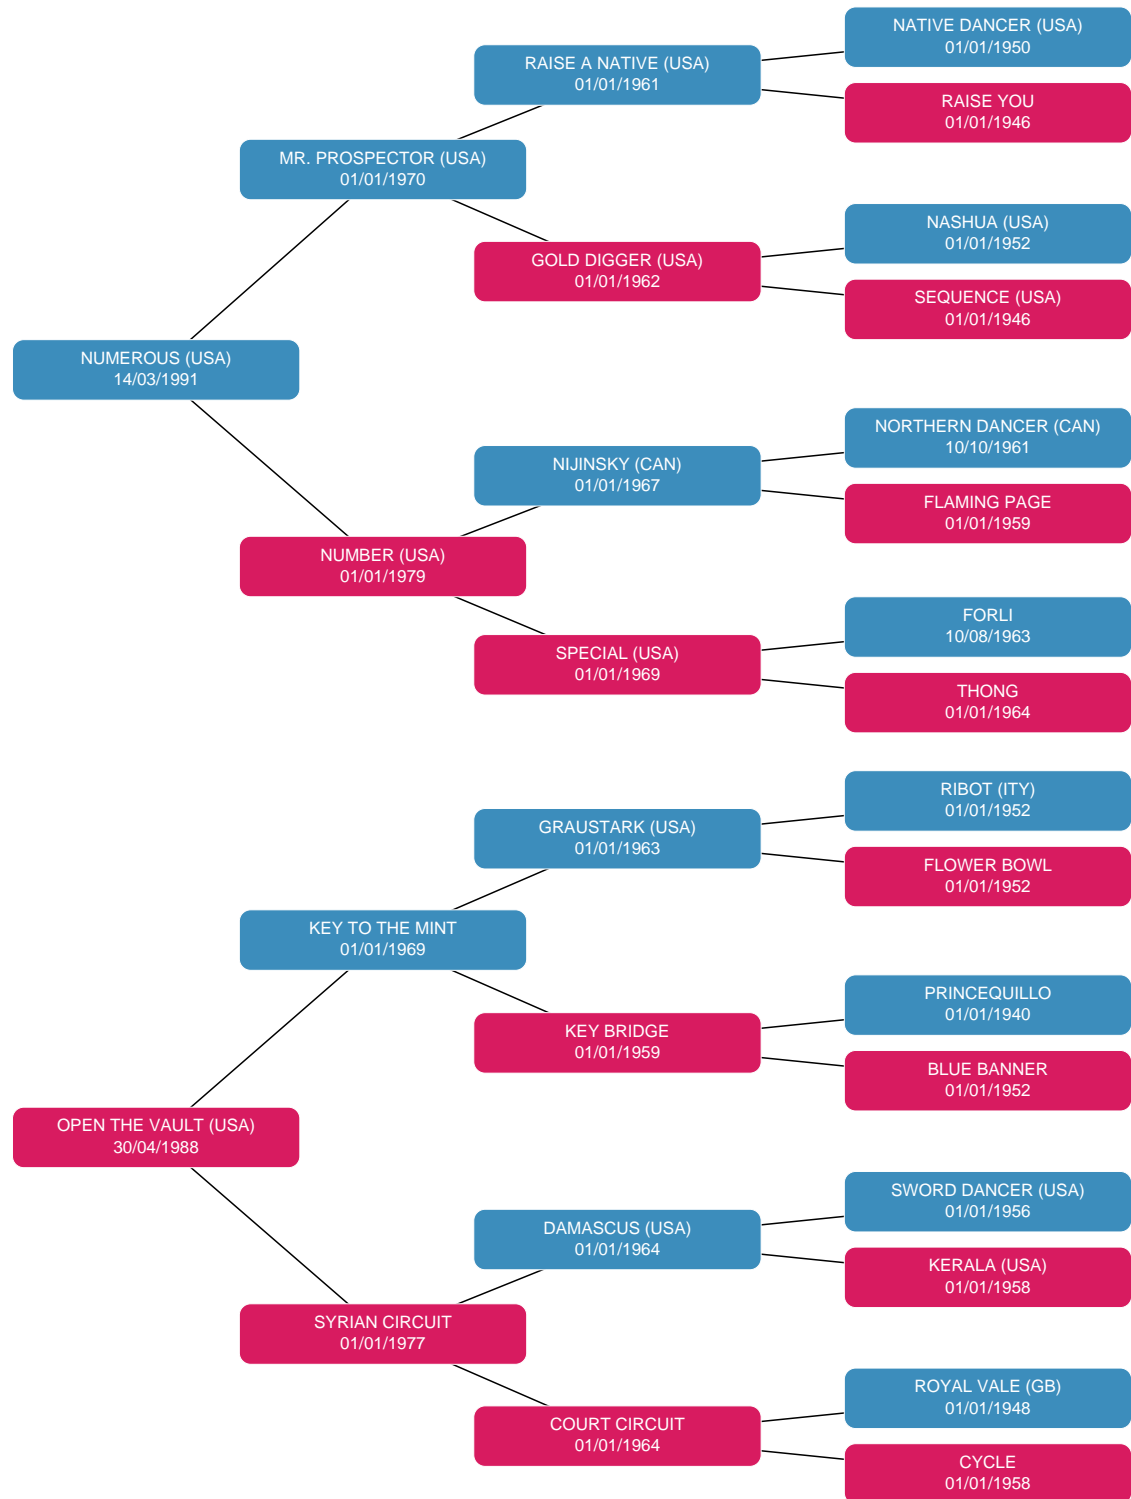 NATIVE DANCER (USA)
01/01/1950
RAISE A NATIVE (USA)
01/01/1961
RAISE YOU
01/01/1946
MR. PROSPECTOR (USA)
01/01/1970
NASHUA (USA)
01/01/1952
GOLD DIGGER (USA)
01/01/1962
SEQUENCE (USA)
01/01/1946
NUMEROUS (USA)
14/03/1991
NORTHERN DANCER (CAN)
10/10/1961
NIJINSKY (CAN)
01/01/1967
FLAMING PAGE
01/01/1959
NUMBER (USA)
01/01/1979
FORLI
10/08/1963
SPECIAL (USA)
01/01/1969
THONG
01/01/1964
RIBOT (ITY)
01/01/1952
GRAUSTARK (USA)
01/01/1963
FLOWER BOWL
01/01/1952
KEY TO THE MINT
01/01/1969
PRINCEQUILLO
01/01/1940
KEY BRIDGE
01/01/1959
BLUE BANNER
01/01/1952
OPEN THE VAULT (USA)
30/04/1988
SWORD DANCER (USA)
01/01/1956
DAMASCUS (USA)
01/01/1964
KERALA (USA)
01/01/1958
SYRIAN CIRCUIT
01/01/1977
ROYAL VALE (GB)
01/01/1948
COURT CIRCUIT
01/01/1964
CYCLE
01/01/1958